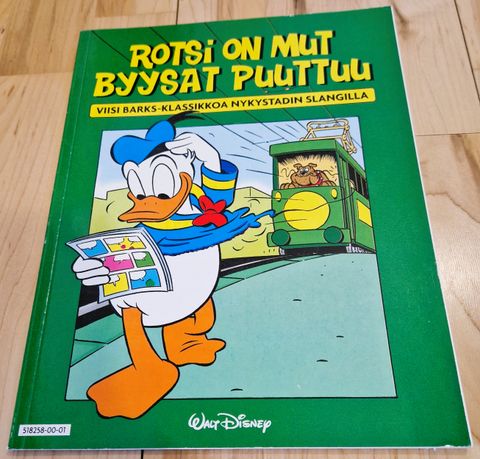 ROTSi ON MUT
BYYSAT PUUTTUU
VIISI BARKS-KLASSIKKOA NYKYSTADIN SLANGILLA
518258-00-01
WALT DISNEY